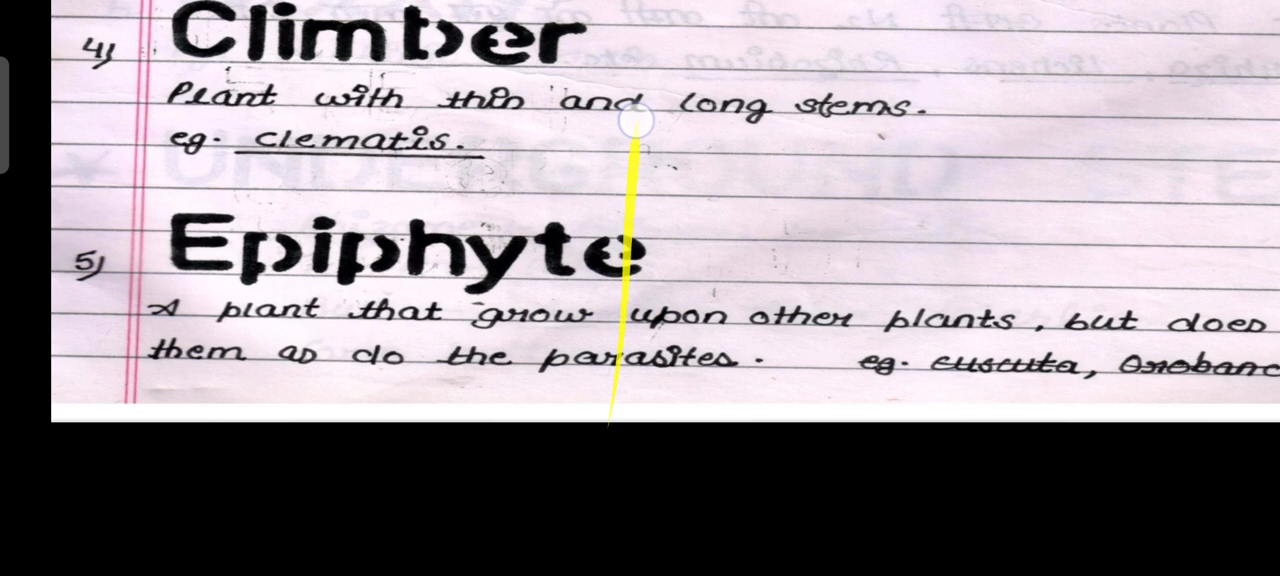 4) Climber
Plant with thin and long stems.
eg. Clematis.
5) Epiphyte
A plant that grow upon other plants, but does
them as do the parasites. eg. cuscuta, Orobanc